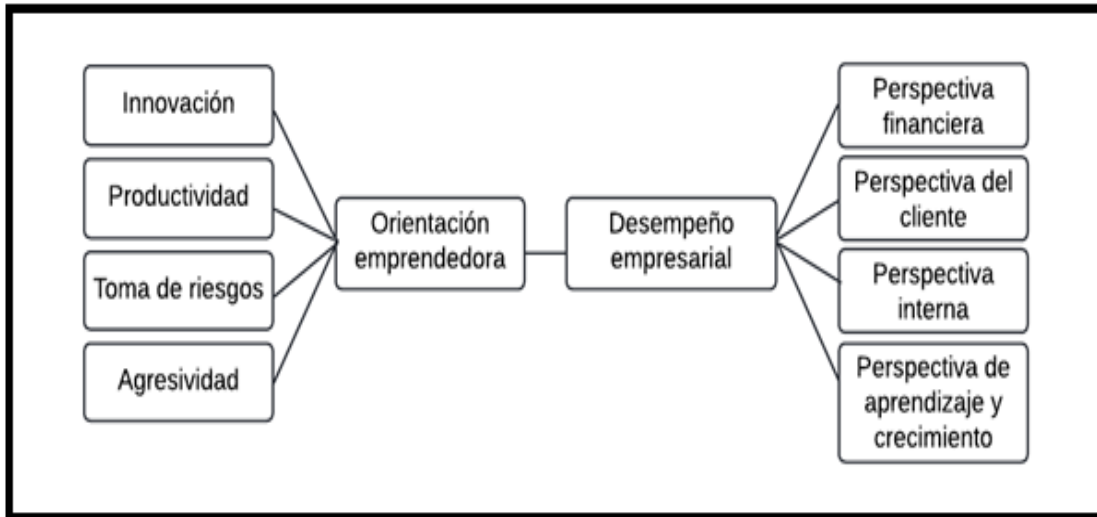 Innovación
Productividad
Toma de riesgos
Agresividad
Orientación
emprendedora
Desempeño
empresarial
Perspectiva
financiera
Perspectiva del
cliente
Perspectiva
interna
Perspectiva de
aprendizaje y
crecimiento